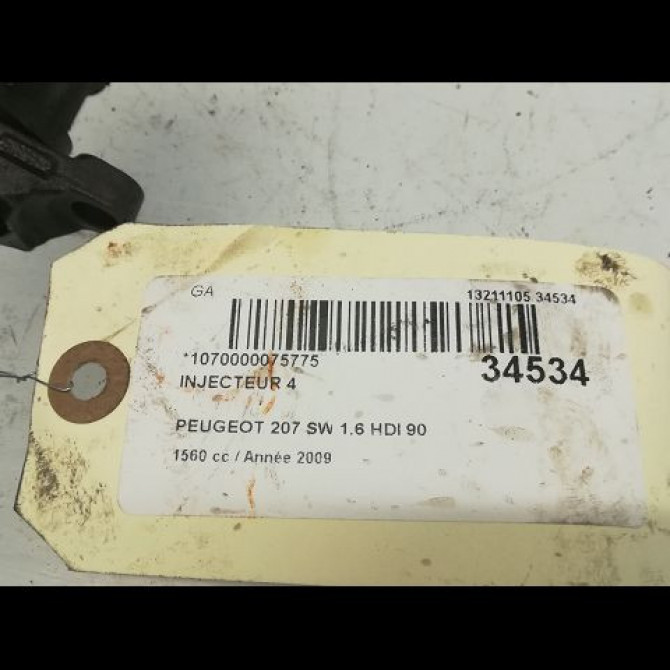 GA
13211105 34534
*1070000075775
34534
INJECTEUR 4
PEUGEOT 207 SW 1.6 HDI 90
1560 cc / Année 2009